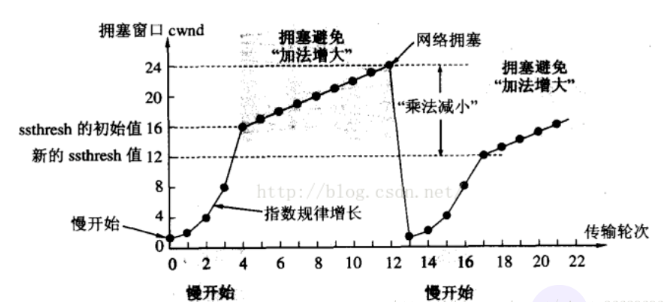 拥塞窗口 cwnd
拥塞避免
“加法增大”
网络拥塞
拥塞避免
“加法增大”
24
20
ssthresh 的初始值 16
“乘法减小”
新的 ssthresh 值 12
8
http://blog.csdn.net/
指数规律增长
4
慢开始
0
传输轮次
0 2 4 6 8 10 12 14 16 18 20 22
慢开始
慢开始